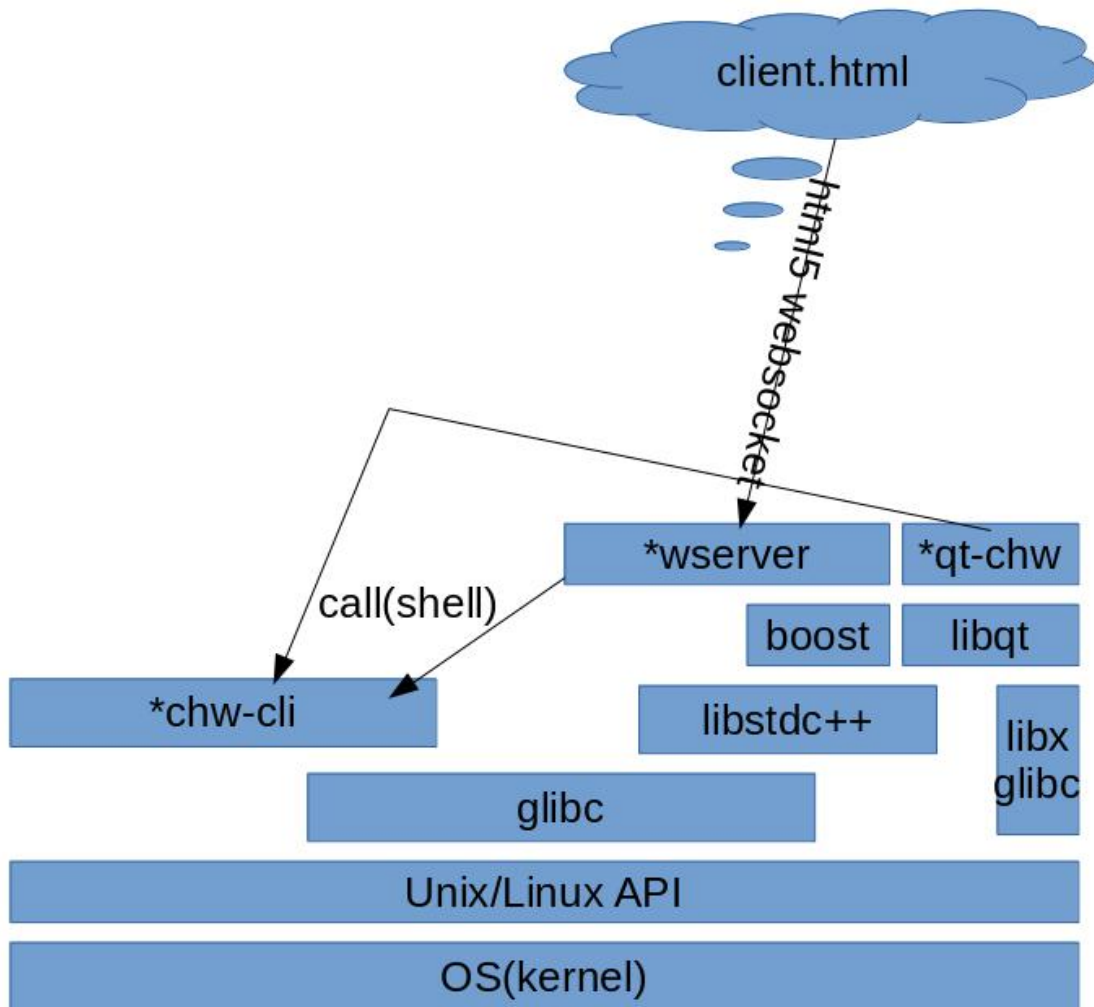 client.html
html5 websocket
*wserver
*qt-chw
call(shell)
boost
libqt
*chw-cli
libstdc++
libx
glibc
glibc
Unix/Linux API
OS(kernel)